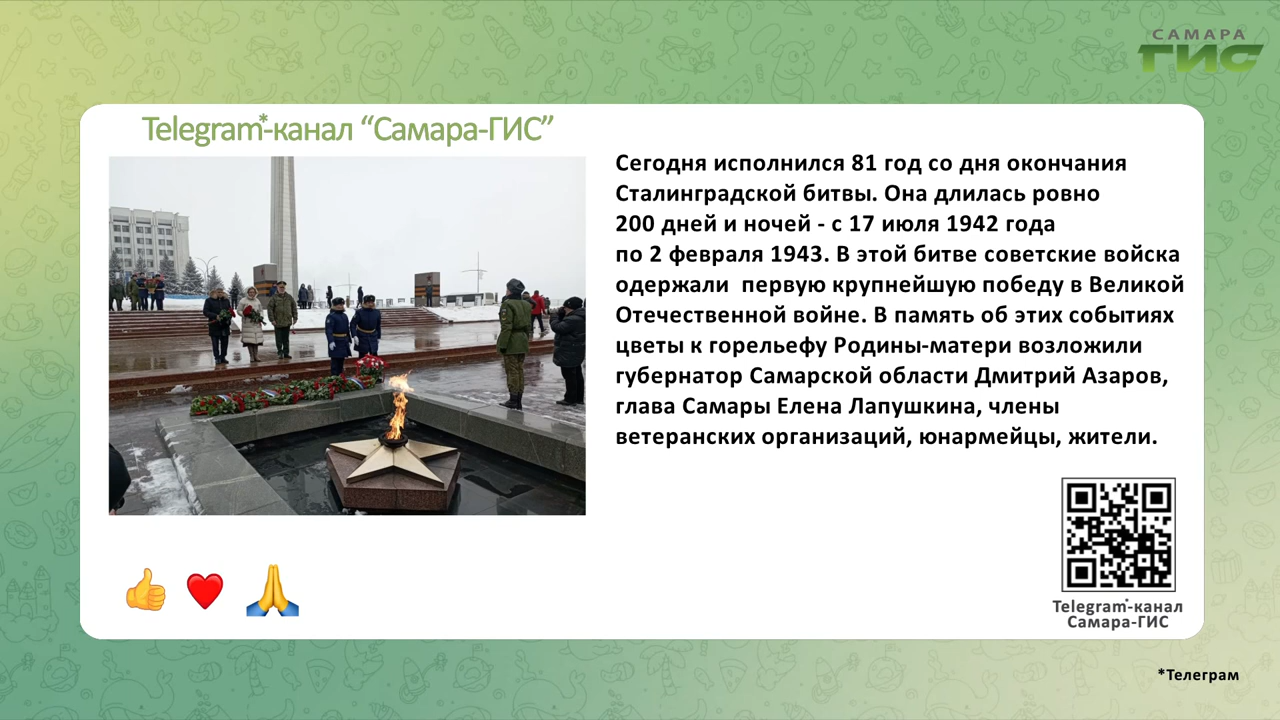 САМАРА
ГИС
Telegram*-канал “Самара-ГИС”
Сегодня исполнился 81 год со дня окончания
Сталинградской битвы. Она длилась ровно
200 дней и ночей - с 17 июля 1942 года
по 2 февраля 1943. В этой битве советские войска
одержали  первую крупнейшую победу в Великой
Отечественной войне. В память об этих событиях
цветы к горельефу Родины-матери возложили
губернатор Самарской области Дмитрий Азаров,
глава Самары Елена Лапушкина, члены
ветеранских организаций, юнармейцы, жители.
Telegram*-канал
Самара-ГИС
*Телеграм